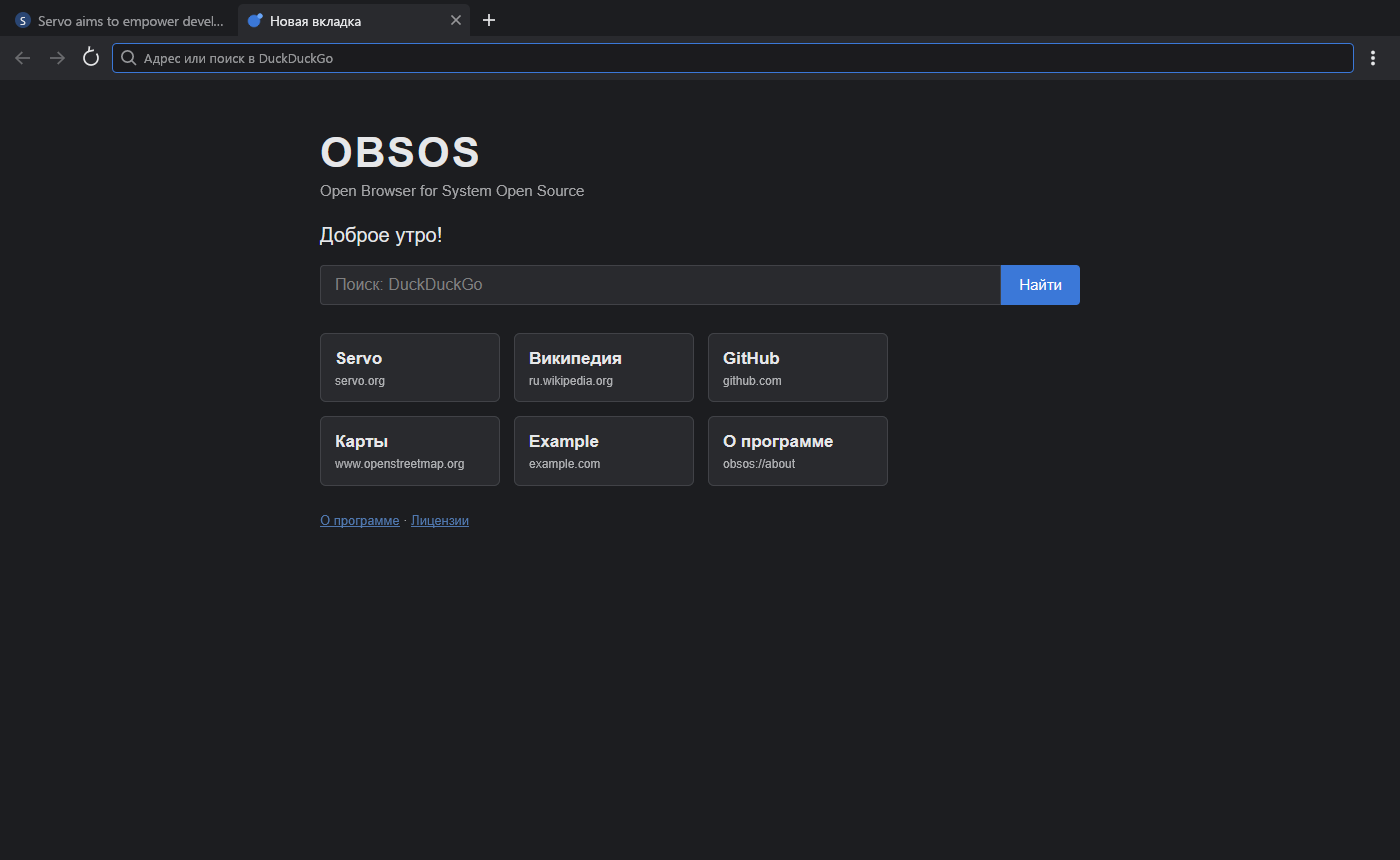 S Servo aims to empower devel...
Новая вкладка
Адрес или поиск в DuckDuckGo
OBSOS
Open Browser for System Open Source
Доброе утро!
Поиск: DuckDuckGo
Найти
Servo
servo.org
Википедия
ru.wikipedia.org
GitHub
github.com
Карты
www.openstreetmap.org
Example
example.com
О программе
obsos://about
О программе · Лицензии